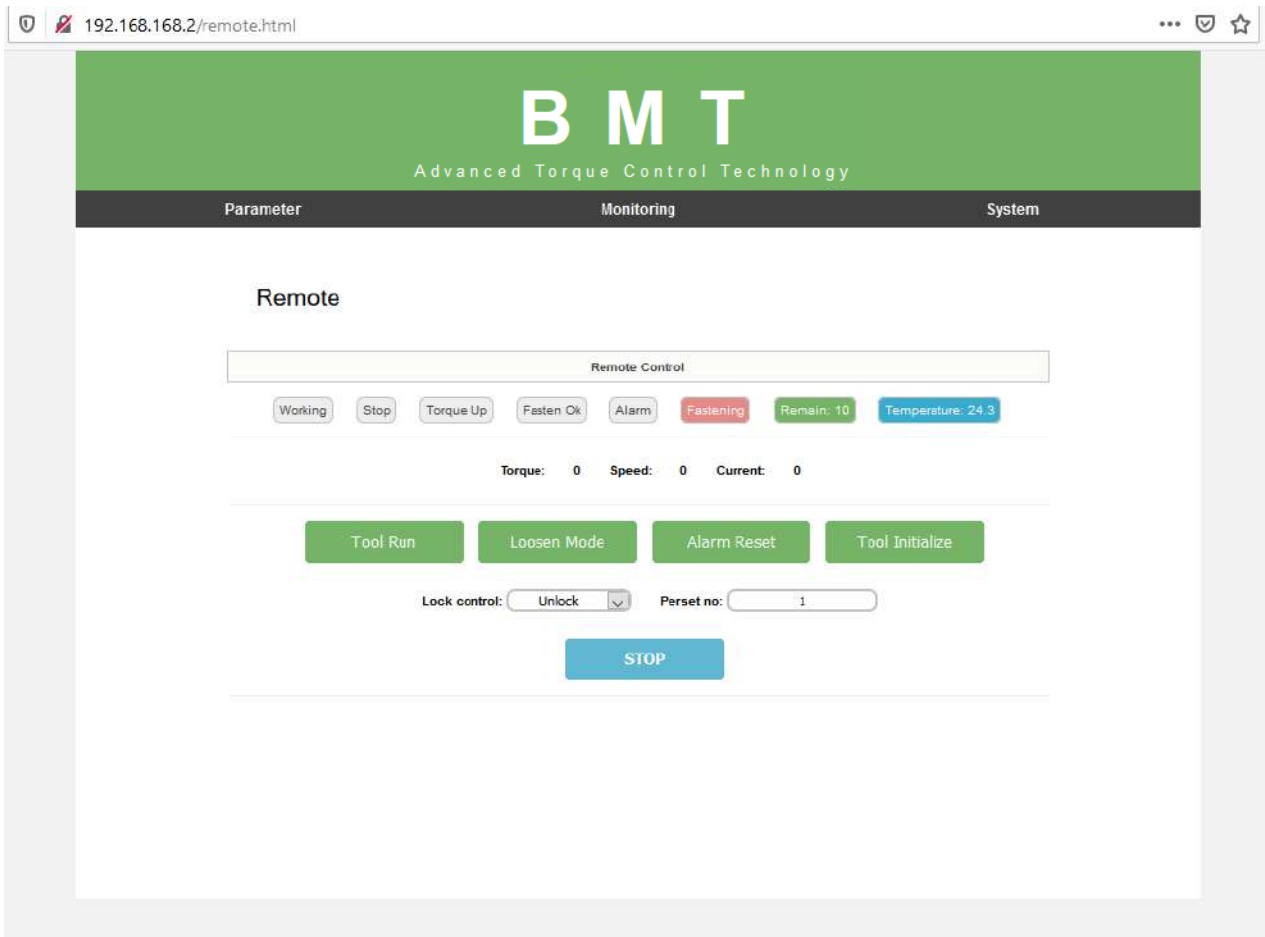 192.168.168.2/remote.html
B M T
Advanced Torque Control Technology
Parameter Monitoring System
Remote
Remote Control
Working Stop Torque Up Fasten Ok Alarm Fastening Remain: 10 Temperature: 24.3
Torque: 0 Speed: 0 Current: 0
Tool Run Loosen Mode Alarm Reset Tool Initialize
Lock control: Unlock Perset no: 1
STOP